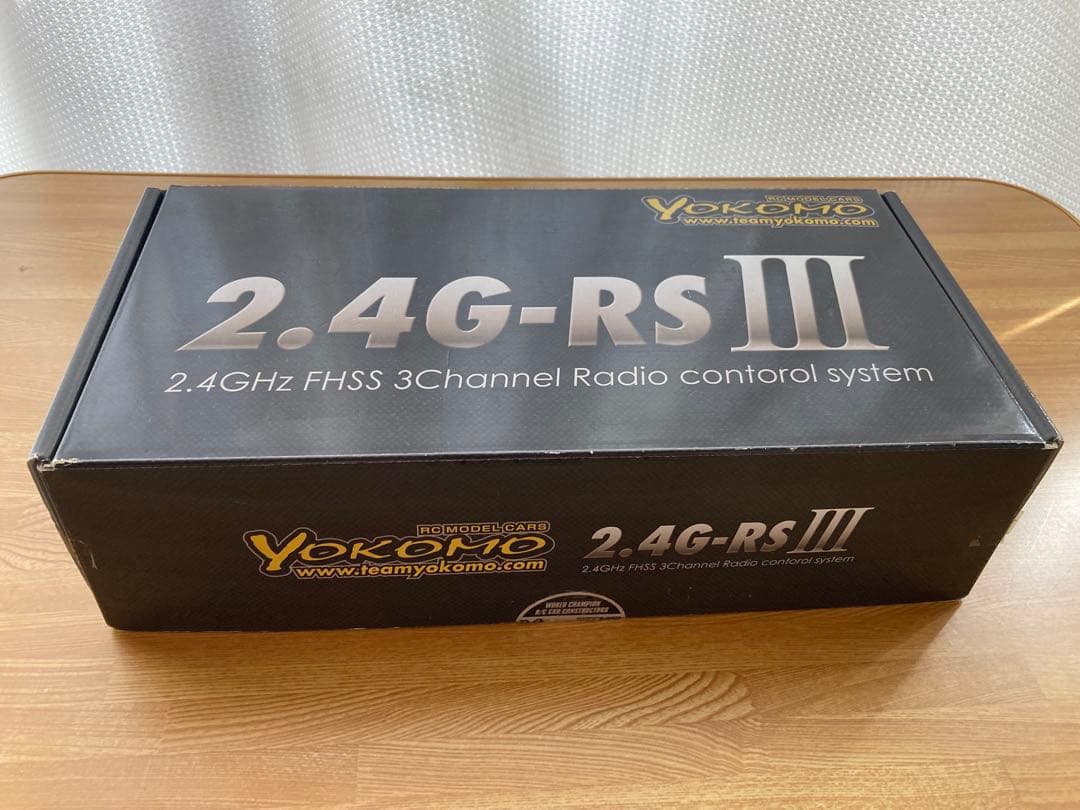 RC MODEL CARS
YOKOMO
www.teamyokomo.com
2.4G-RS III
2.4GHz FHSS 3Channel Radio contorol system
RC MODEL CARS
YOKOMO
www.teamyokomo.com
2.4G-RS III
2.4GHz FHSS 3Channel Radio contorol system
WORLD CHAMPION
R/C CAR CONSTRUCTORS